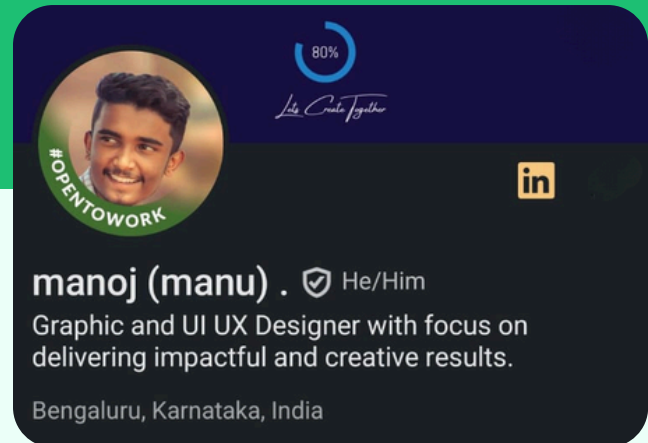 80%
Lets Create Together
#OPENTOWORK
in
manoj (manu) . He/Him
Graphic and UI UX Designer with focus on
delivering impactful and creative results.
Bengaluru, Karnataka, India